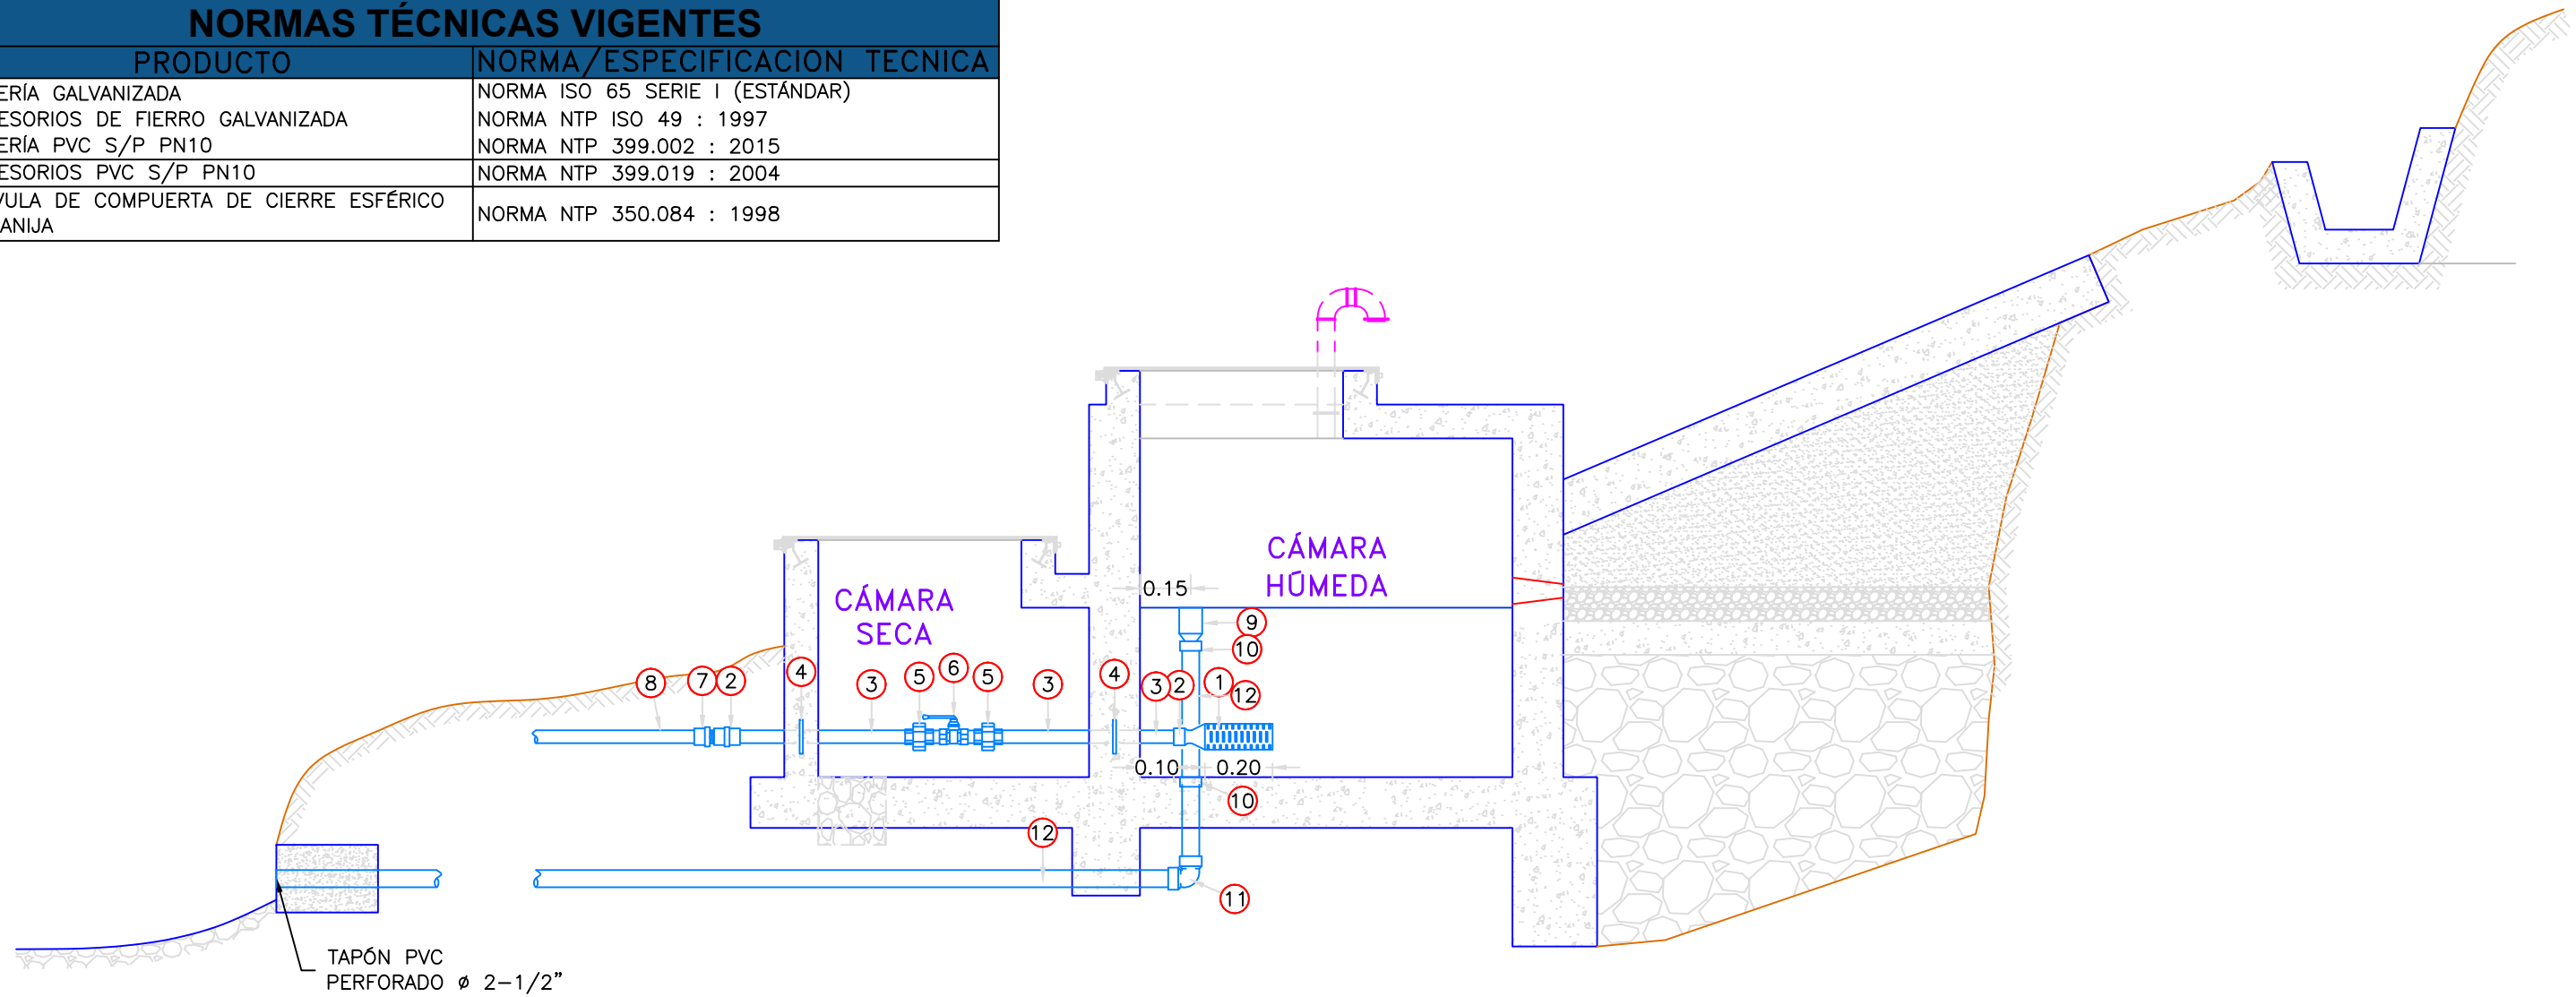 NORMAS TÉCNICAS VIGENTES
PRODUCTO NORMA/ESPECIFICACION TECNICA
ERÍA GALVANIZADA NORMA ISO 65 SERIE I (ESTÁNDAR)
ESORIOS DE FIERRO GALVANIZADA NORMA NTP ISO 49 : 1997
ERÍA PVC S/P PN10 NORMA NTP 399.002 : 2015
ESORIOS PVC S/P PN10 NORMA NTP 399.019 : 2004
VULA DE COMPUERTA DE CIERRE ESFÉRICO
ANIJA
NORMA NTP 350.084 : 1998
CÁMARA
HÚMEDA
0.15
CÁMARA
SECA
9
10
8 7 2 4 3 5 6 5 3 4 3 2 1 12
0.10 0.20
10
12
11
TAPÓN PVC
PERFORADO ø 2-1/2"